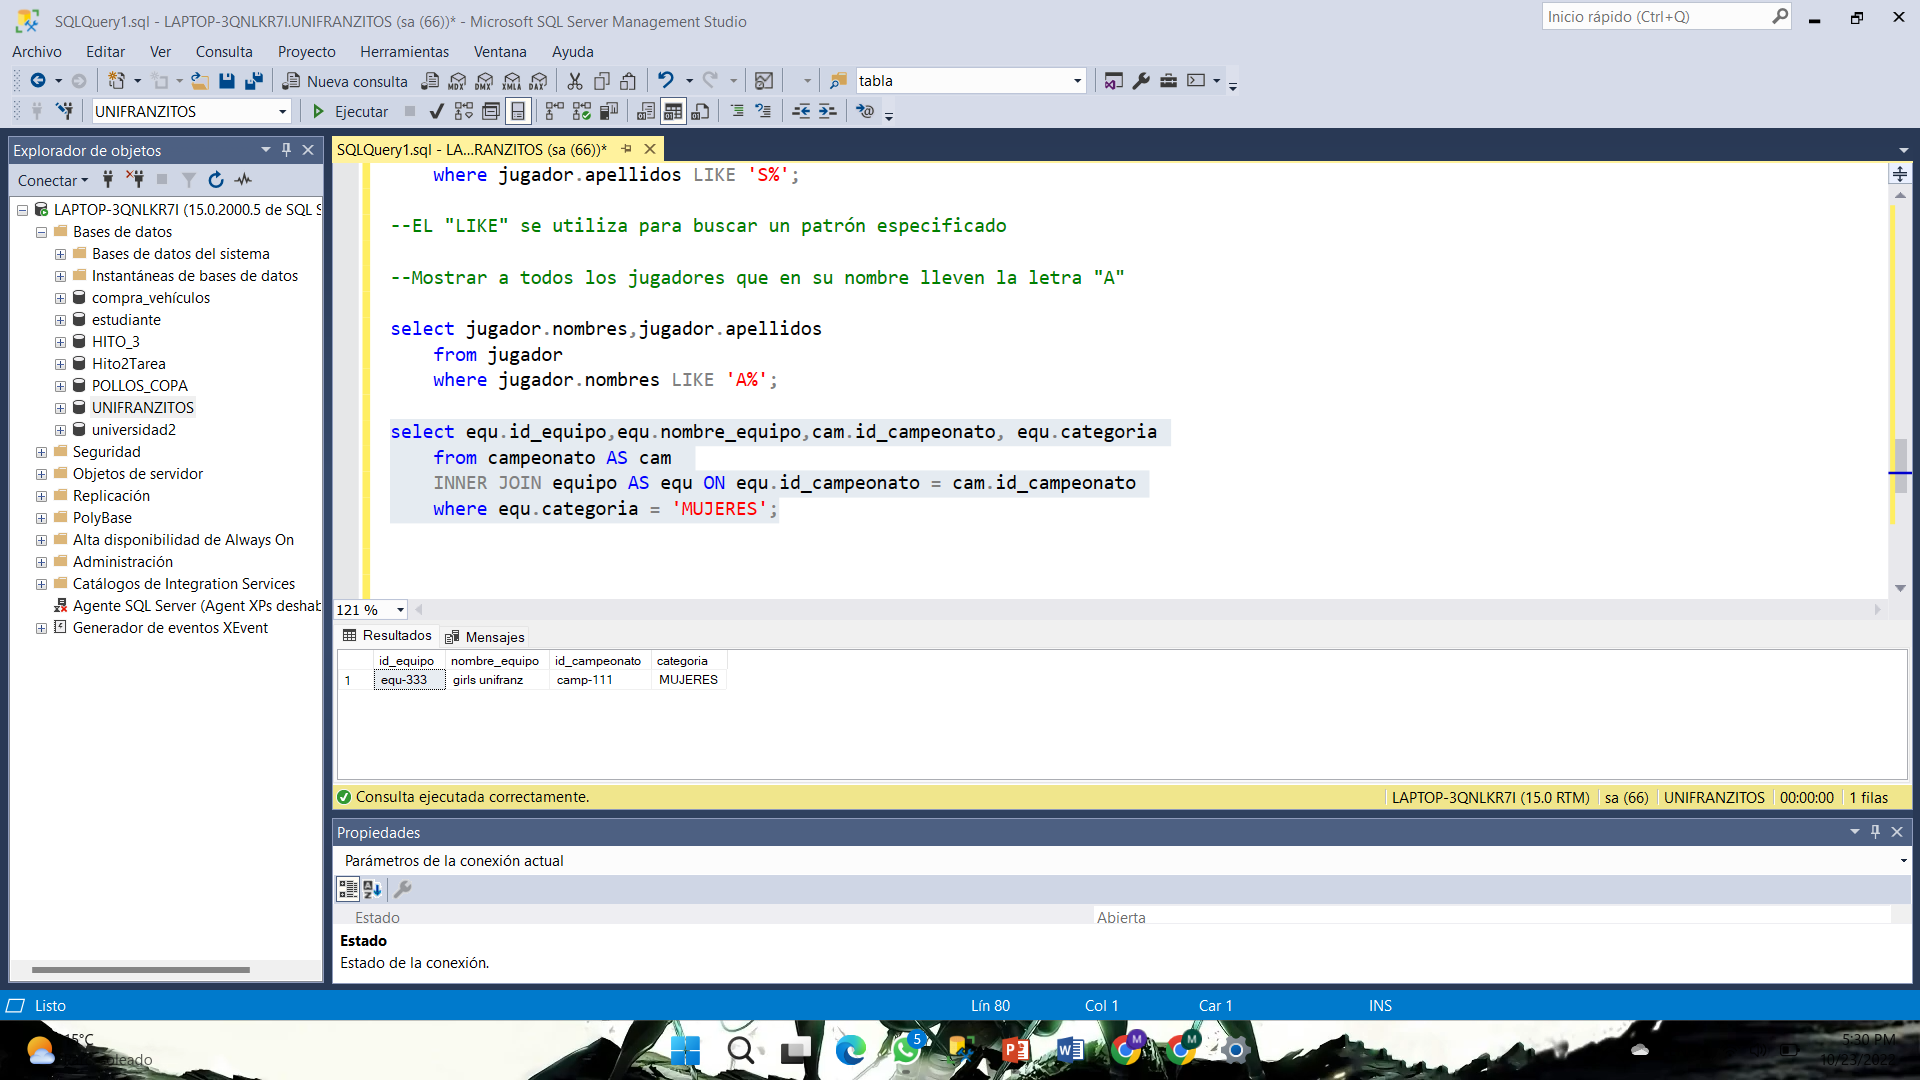 SQLQuery1.sql - LAPTOP-3QNLKR7I.UNIFRANZITOS (sa (66))* - Microsoft SQL Server Management Studio
Inicio rápido (Ctrl+Q)
Archivo Editar Ver Consulta Proyecto Herramientas Ventana Ayuda
Nueva consulta MDX DMX XMLA DAX tabla
UNIFRANZITOS Ejecutar
Explorador de objetos
SQLQuery1.sql - LA...RANZITOS (sa (66))*
Conectar
LAPTOP-3QNLKR7I (15.0.2000.5 de SQL S
Bases de datos
Bases de datos del sistema
Instantáneas de bases de datos
compra_vehículos
estudiante
HITO_3
Hito2Tarea
POLLOS_COPA
UNIFRANZITOS
universidad2
Seguridad
Objetos de servidor
Replicación
PolyBase
Alta disponibilidad de Always On
Administración
Catálogos de Integration Services
Agente SQL Server (Agent XPs deshab
Generador de eventos XEvent
where jugador.apellidos LIKE 'S%';
--EL "LIKE" se utiliza para buscar un patrón especificado
--Mostrar a todos los jugadores que en su nombre lleven la letra "A"
select jugador.nombres,jugador.apellidos
from jugador
where jugador.nombres LIKE 'A%';
select equ.id_equipo,equ.nombre_equipo,cam.id_campeonato, equ.categoria
from campeonato AS cam
INNER JOIN equipo AS equ ON equ.id_campeonato = cam.id_campeonato
where equ.categoria = 'MUJERES';
121 %
Resultados Mensajes
id_equipo nombre_equipo id_campeonato categoria
1 equ-333 girls unifranz camp-111 MUJERES
Consulta ejecutada correctamente. LAPTOP-3QNLKR7I (15.0 RTM) sa (66) UNIFRANZITOS 00:00:00 1 filas
Propiedades
Parámetros de la conexión actual
Estado Abierta
Estado
Estado de la conexión.
Listo Lín 80 Col 1 Car 1 INS
5
M M
5:30 PM